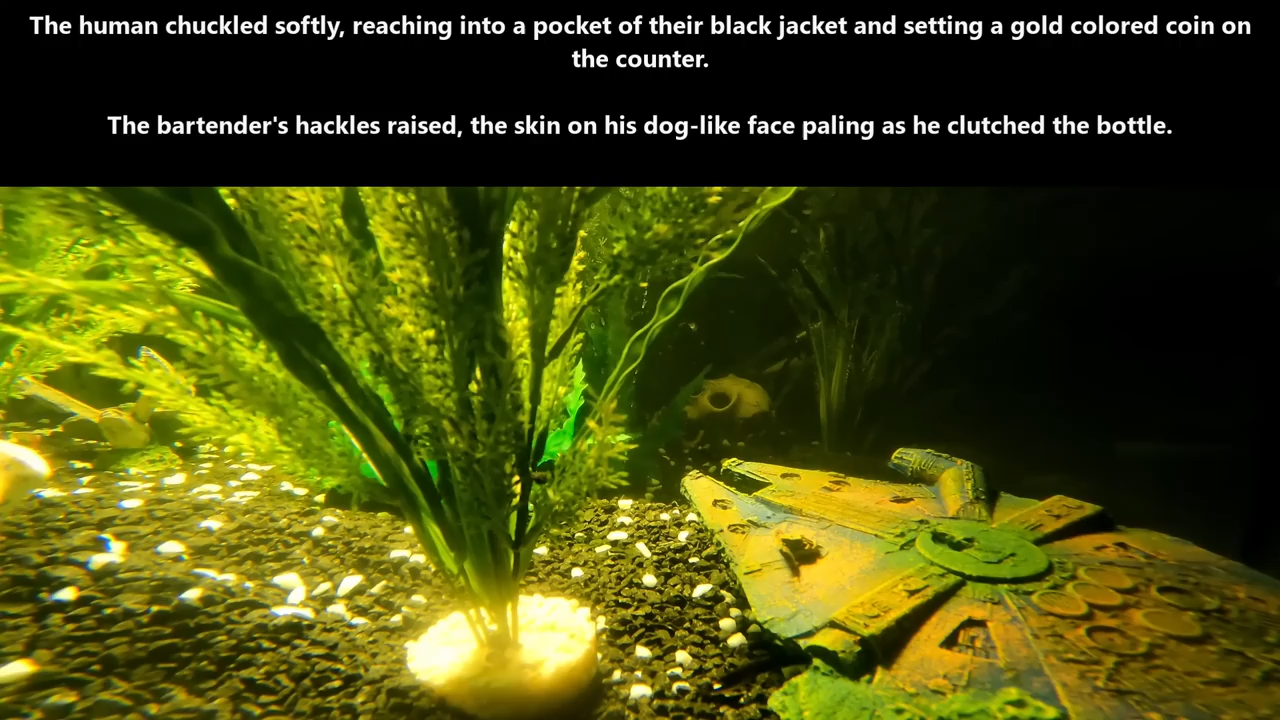 The human chuckled softly, reaching into a pocket of their black jacket and setting a gold colored coin on
the counter.
The bartender's hackles raised, the skin on his dog-like face paling as he clutched the bottle.